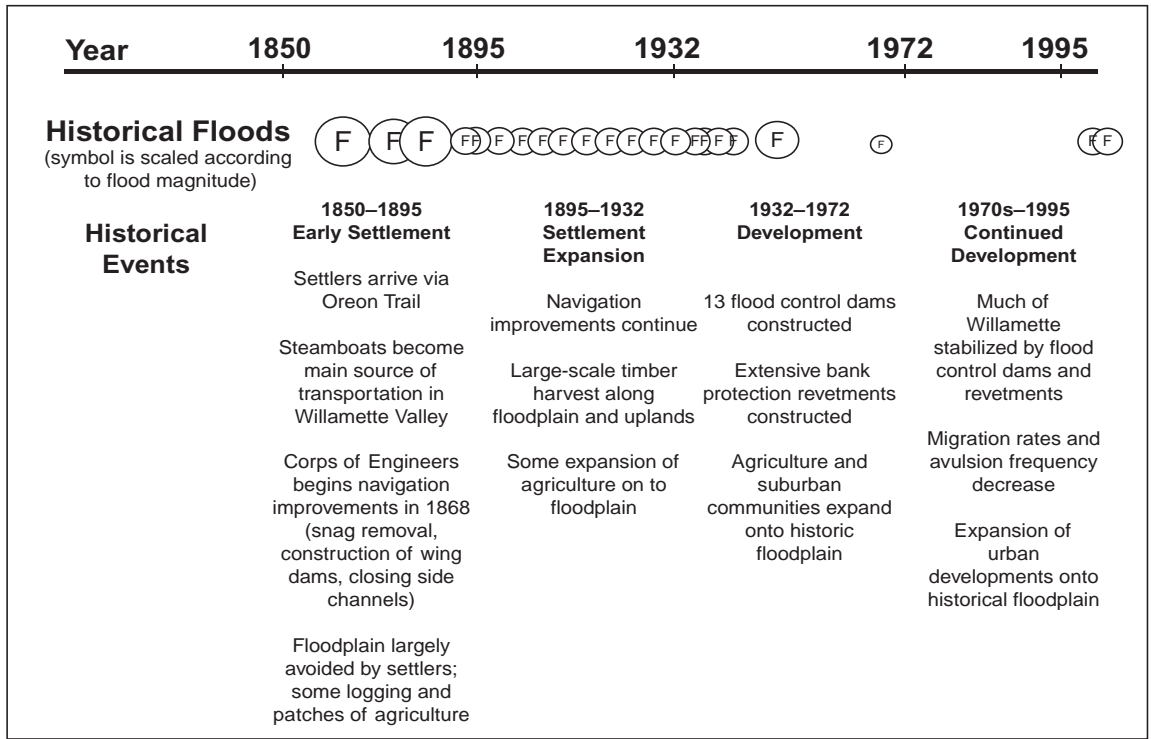 Year 1850 1895 1932 1972 1995
Historical Floods
(symbol is scaled according
to flood magnitude)
F F F F F F F F F F F F F F F F F F F F F F F F
Historical
Events
1850–1895
Early Settlement
Settlers arrive via
Oreon Trail
Steamboats become
main source of
transportation in
Willamette Valley
Corps of Engineers
begins navigation
improvements in 1868
(snag removal,
construction of wing
dams, closing side
channels)
Floodplain largely
avoided by settlers;
some logging and
patches of agriculture
1895–1932
Settlement
Expansion
Navigation
improvements continue
Large-scale timber
harvest along
floodplain and uplands
Some expansion of
agriculture on to
floodplain
1932–1972
Development
13 flood control dams
constructed
Extensive bank
protection revetments
constructed
Agriculture and
suburban
communities expand
onto historic
floodplain
1970s–1995
Continued
Development
Much of
Willamette
stabilized by flood
control dams and
revetments
Migration rates and
avulsion frequency
decrease
Expansion of
urban
developments onto
historical floodplain